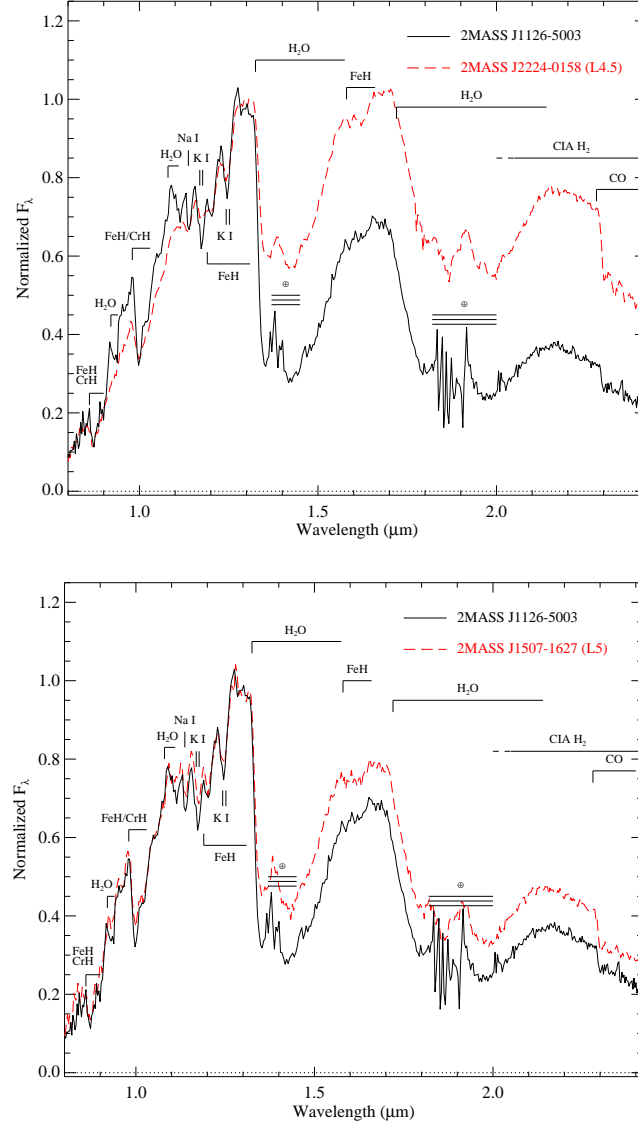 1.2
1.0
0.8
0.6
0.4
0.2
0.0
Normalized Fλ
2MASS J1126-5003
2MASS J2224-0158 (L4.5)
H2O
FeH
H2O
Na I
H2O
K I
CIA H2
CO
FeH/CrH
K I
FeH
⊕
⊕
H2O
FeH
CrH
1.0
1.5
2.0
Wavelength (μm)
1.2
1.0
0.8
0.6
0.4
0.2
0.0
Normalized Fλ
2MASS J1126-5003
2MASS J1507-1627 (L5)
H2O
FeH
H2O
Na I
H2O
K I
CIA H2
CO
FeH/CrH
K I
FeH
⊕
⊕
H2O
FeH
CrH
1.0
1.5
2.0
Wavelength (μm)